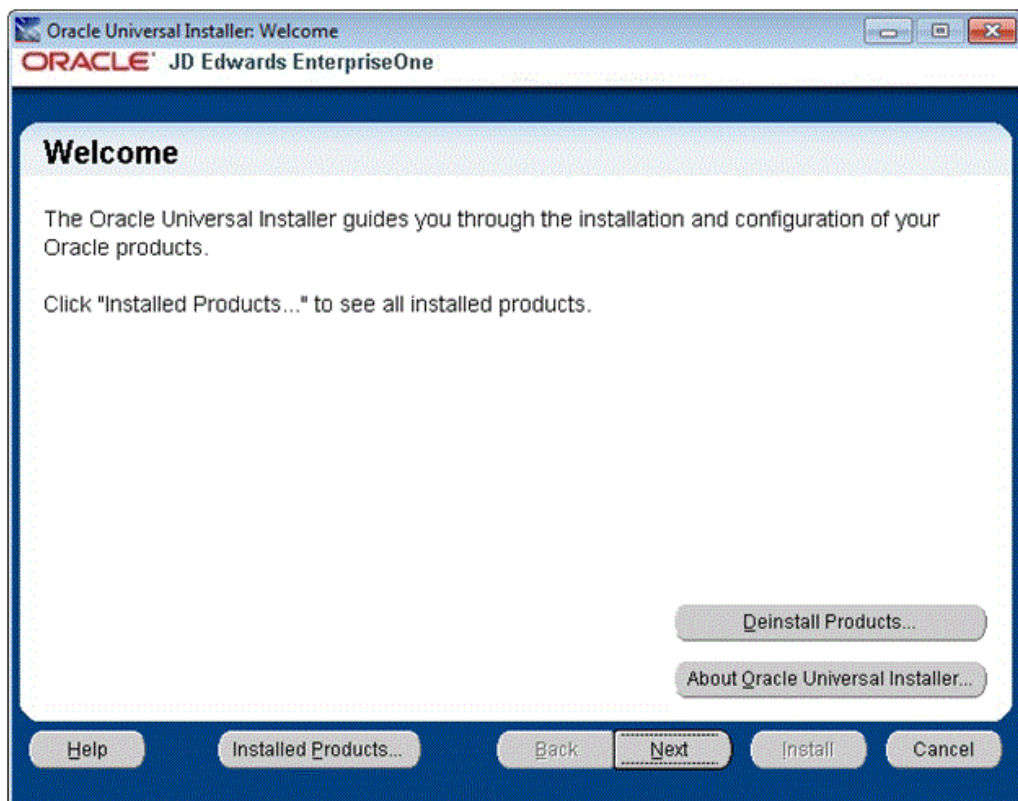 Oracle Universal Installer: Welcome
ORACLE JD Edwards EnterpriseOne
Welcome
The Oracle Universal Installer guides you through the installation and configuration of your
Oracle products.
Click "Installed Products..." to see all installed products.
Deinstall Products...
About Oracle Universal Installer...
Help Installed Products... Back Next Install Cancel